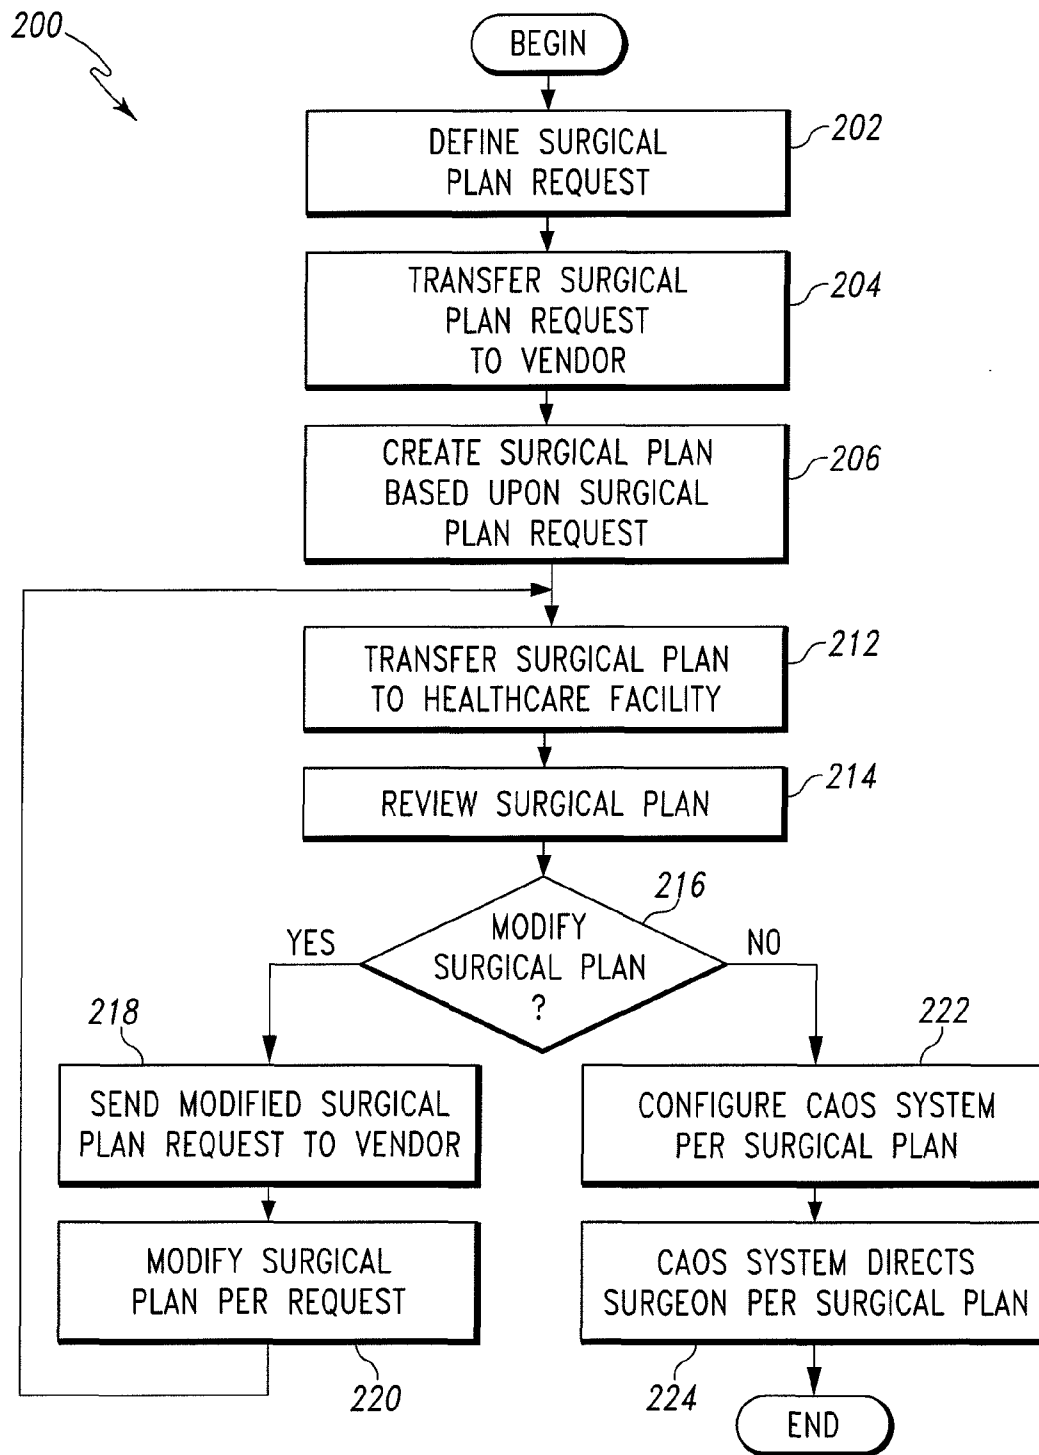 200
BEGIN
202
DEFINE SURGICAL
PLAN REQUEST
204
TRANSFER SURGICAL
PLAN REQUEST
TO VENDOR
206
CREATE SURGICAL PLAN
BASED UPON SURGICAL
PLAN REQUEST
212
TRANSFER SURGICAL PLAN
TO HEALTHCARE FACILITY
214
REVIEW SURGICAL PLAN
216
MODIFY
SURGICAL PLAN
?
YES
NO
218
SEND MODIFIED SURGICAL
PLAN REQUEST TO VENDOR
MODIFY SURGICAL
PLAN PER REQUEST
220
222
CONFIGURE CAOS SYSTEM
PER SURGICAL PLAN
CAOS SYSTEM DIRECTS
SURGEON PER SURGICAL PLAN
224
END